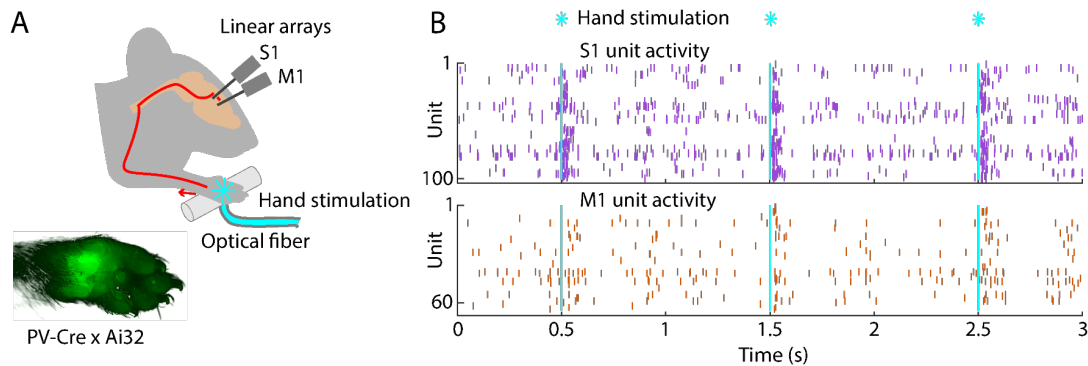 A
Linear arrays
S1
M1
Hand stimulation
Optical fiber
PV-Cre x Ai32
B
Hand stimulation
S1 unit activity
1
Unit
100
M1 unit activity
1
Unit
60
0 0.5 1 1.5 2 2.5 3
Time (s)